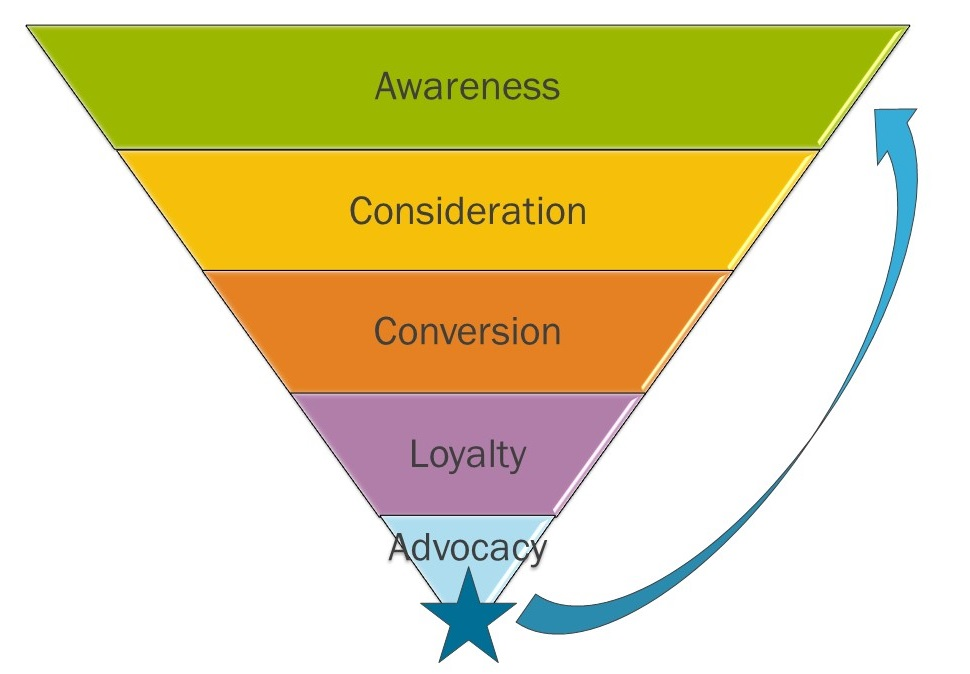 Awareness
Consideration
Conversion
Loyalty
Advocacy